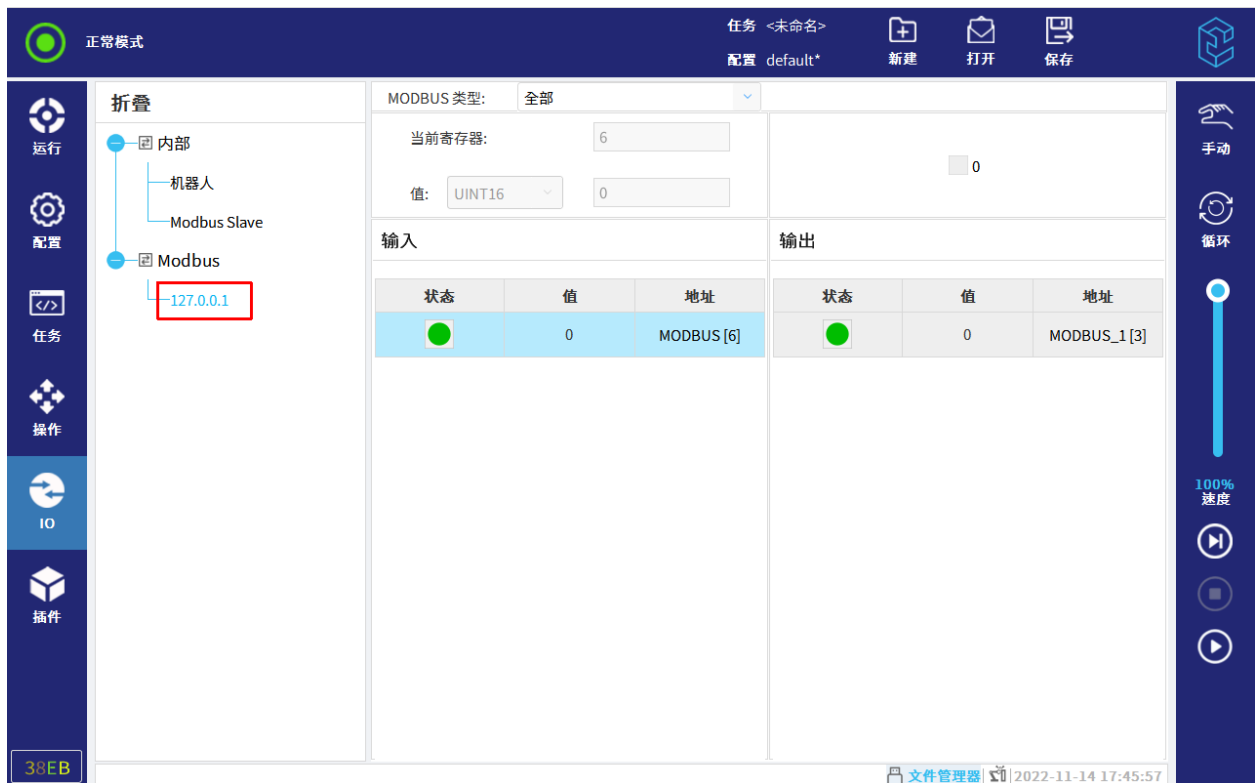 正常模式
任务 <未命名>
配置 default*
新建
打开
保存
运行
配置
任务
操作
IO
插件
38EB
折叠
内部
机器人
Modbus Slave
Modbus
127.0.0.1
MODBUS 类型: 全部
当前寄存器: 6
值: UINT16 0
0
输入
状态 值 地址
0 MODBUS [6]
输出
状态 值 地址
0 MODBUS_1 [3]
手动
循环
100%
速度
文件管理器 2022-11-14 17:45:57